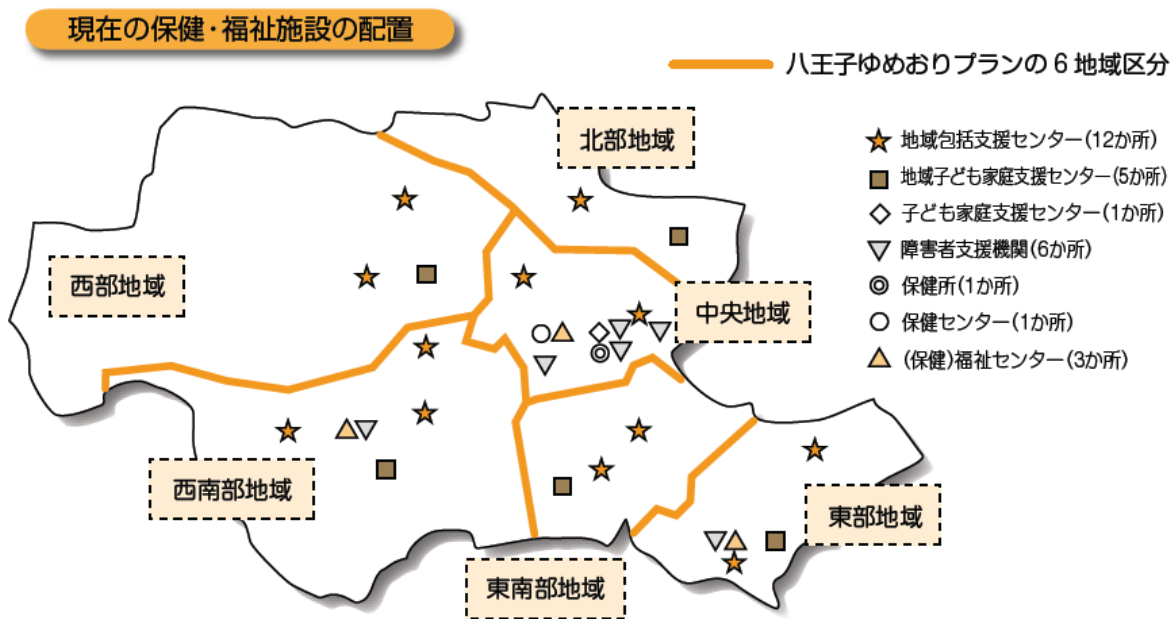 現在の保健・福祉施設の配置
八王子ゆめおりプランの6地域区分
北部地域
地域包括支援センター(12か所)
地域子ども家庭支援センター(5か所)
子ども家庭支援センター(1か所)
障害者支援機関(6か所)
保健所(1か所)
保健センター(1か所)
(保健)福祉センター(3か所)
西部地域
中央地域
西南部地域
東部地域
東南部地域